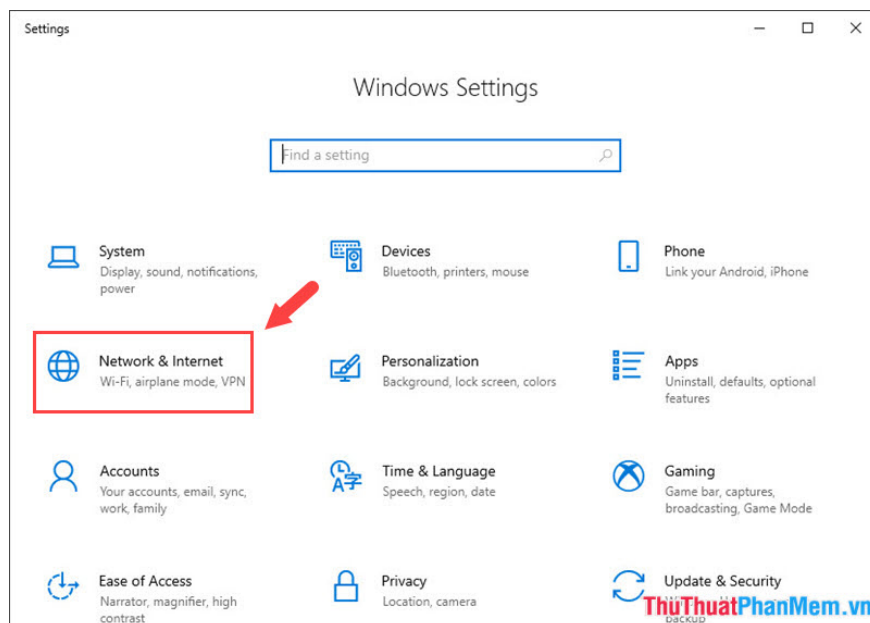 Settings
Windows Settings
Find a setting
System
Display, sound, notifications,
power
Devices
Bluetooth, printers, mouse
Phone
Link your Android, iPhone
Network & Internet
Wi-Fi, airplane mode, VPN
Personalization
Background, lock screen, colors
Apps
Uninstall, defaults, optional
features
Accounts
Your accounts, email, sync,
work, family
Time & Language
Speech, region, date
Gaming
Game bar, captures,
broadcasting, Game Mode
Ease of Access
Narrator, magnifier, high
contrast
Privacy
Location, camera
Update & Security
backup
ThuThuatPhanMem.vn